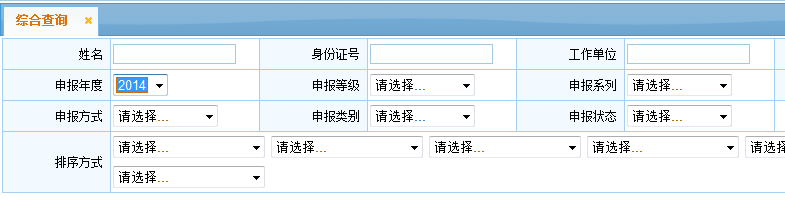 综合查询
姓名 身份证号 工作单位
申报年度 2014 申报等级 请选择... 申报系列 请选择...
申报方式 请选择... 申报类别 请选择... 申报状态 请选择...
排序方式 请选择... 请选择... 请选择... 请选择... 请选择
请选择...